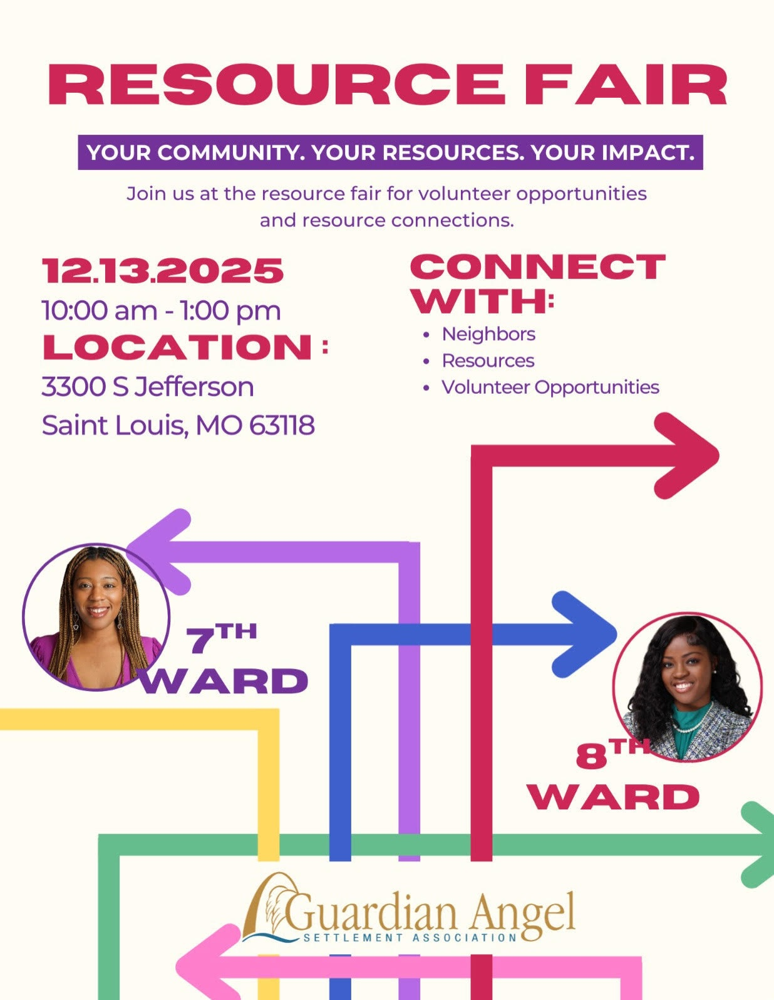 RESOURCE FAIR
YOUR COMMUNITY. YOUR RESOURCES. YOUR IMPACT.
Join us at the resource fair for volunteer opportunities
and resource connections.
12.13.2025
10:00 am - 1:00 pm
LOCATION :
3300 S Jefferson
Saint Louis, MO 63118
CONNECT
WITH:
• Neighbors
• Resources
• Volunteer Opportunities
7TH
WARD
8TH
WARD
Guardian Angel
SETTLEMENT ASSOCIATION